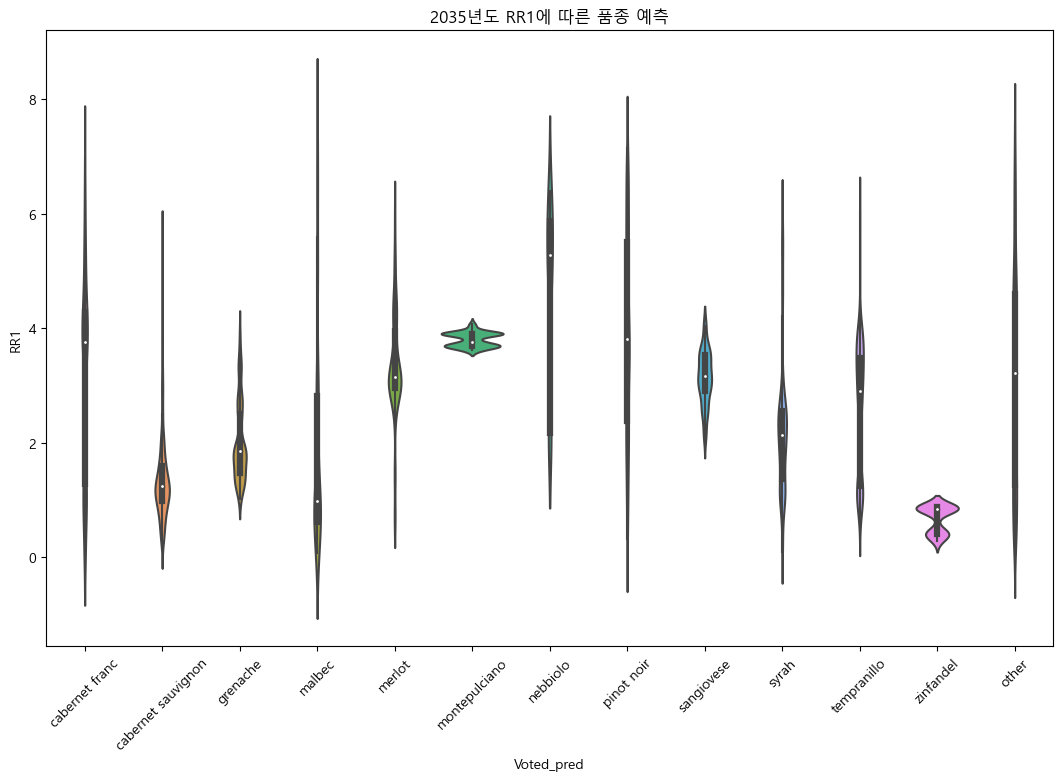 2035년도 RR1에 따른 품종 예측
RR1
8
6
4
2
0
cabernet franc
cabernet sauvignon
grenache
malbec
merlot
montepulciano
nebbiolo
pinot noir
sangiovese
syrah
tempranillo
zinfandel
other
Voted_pred